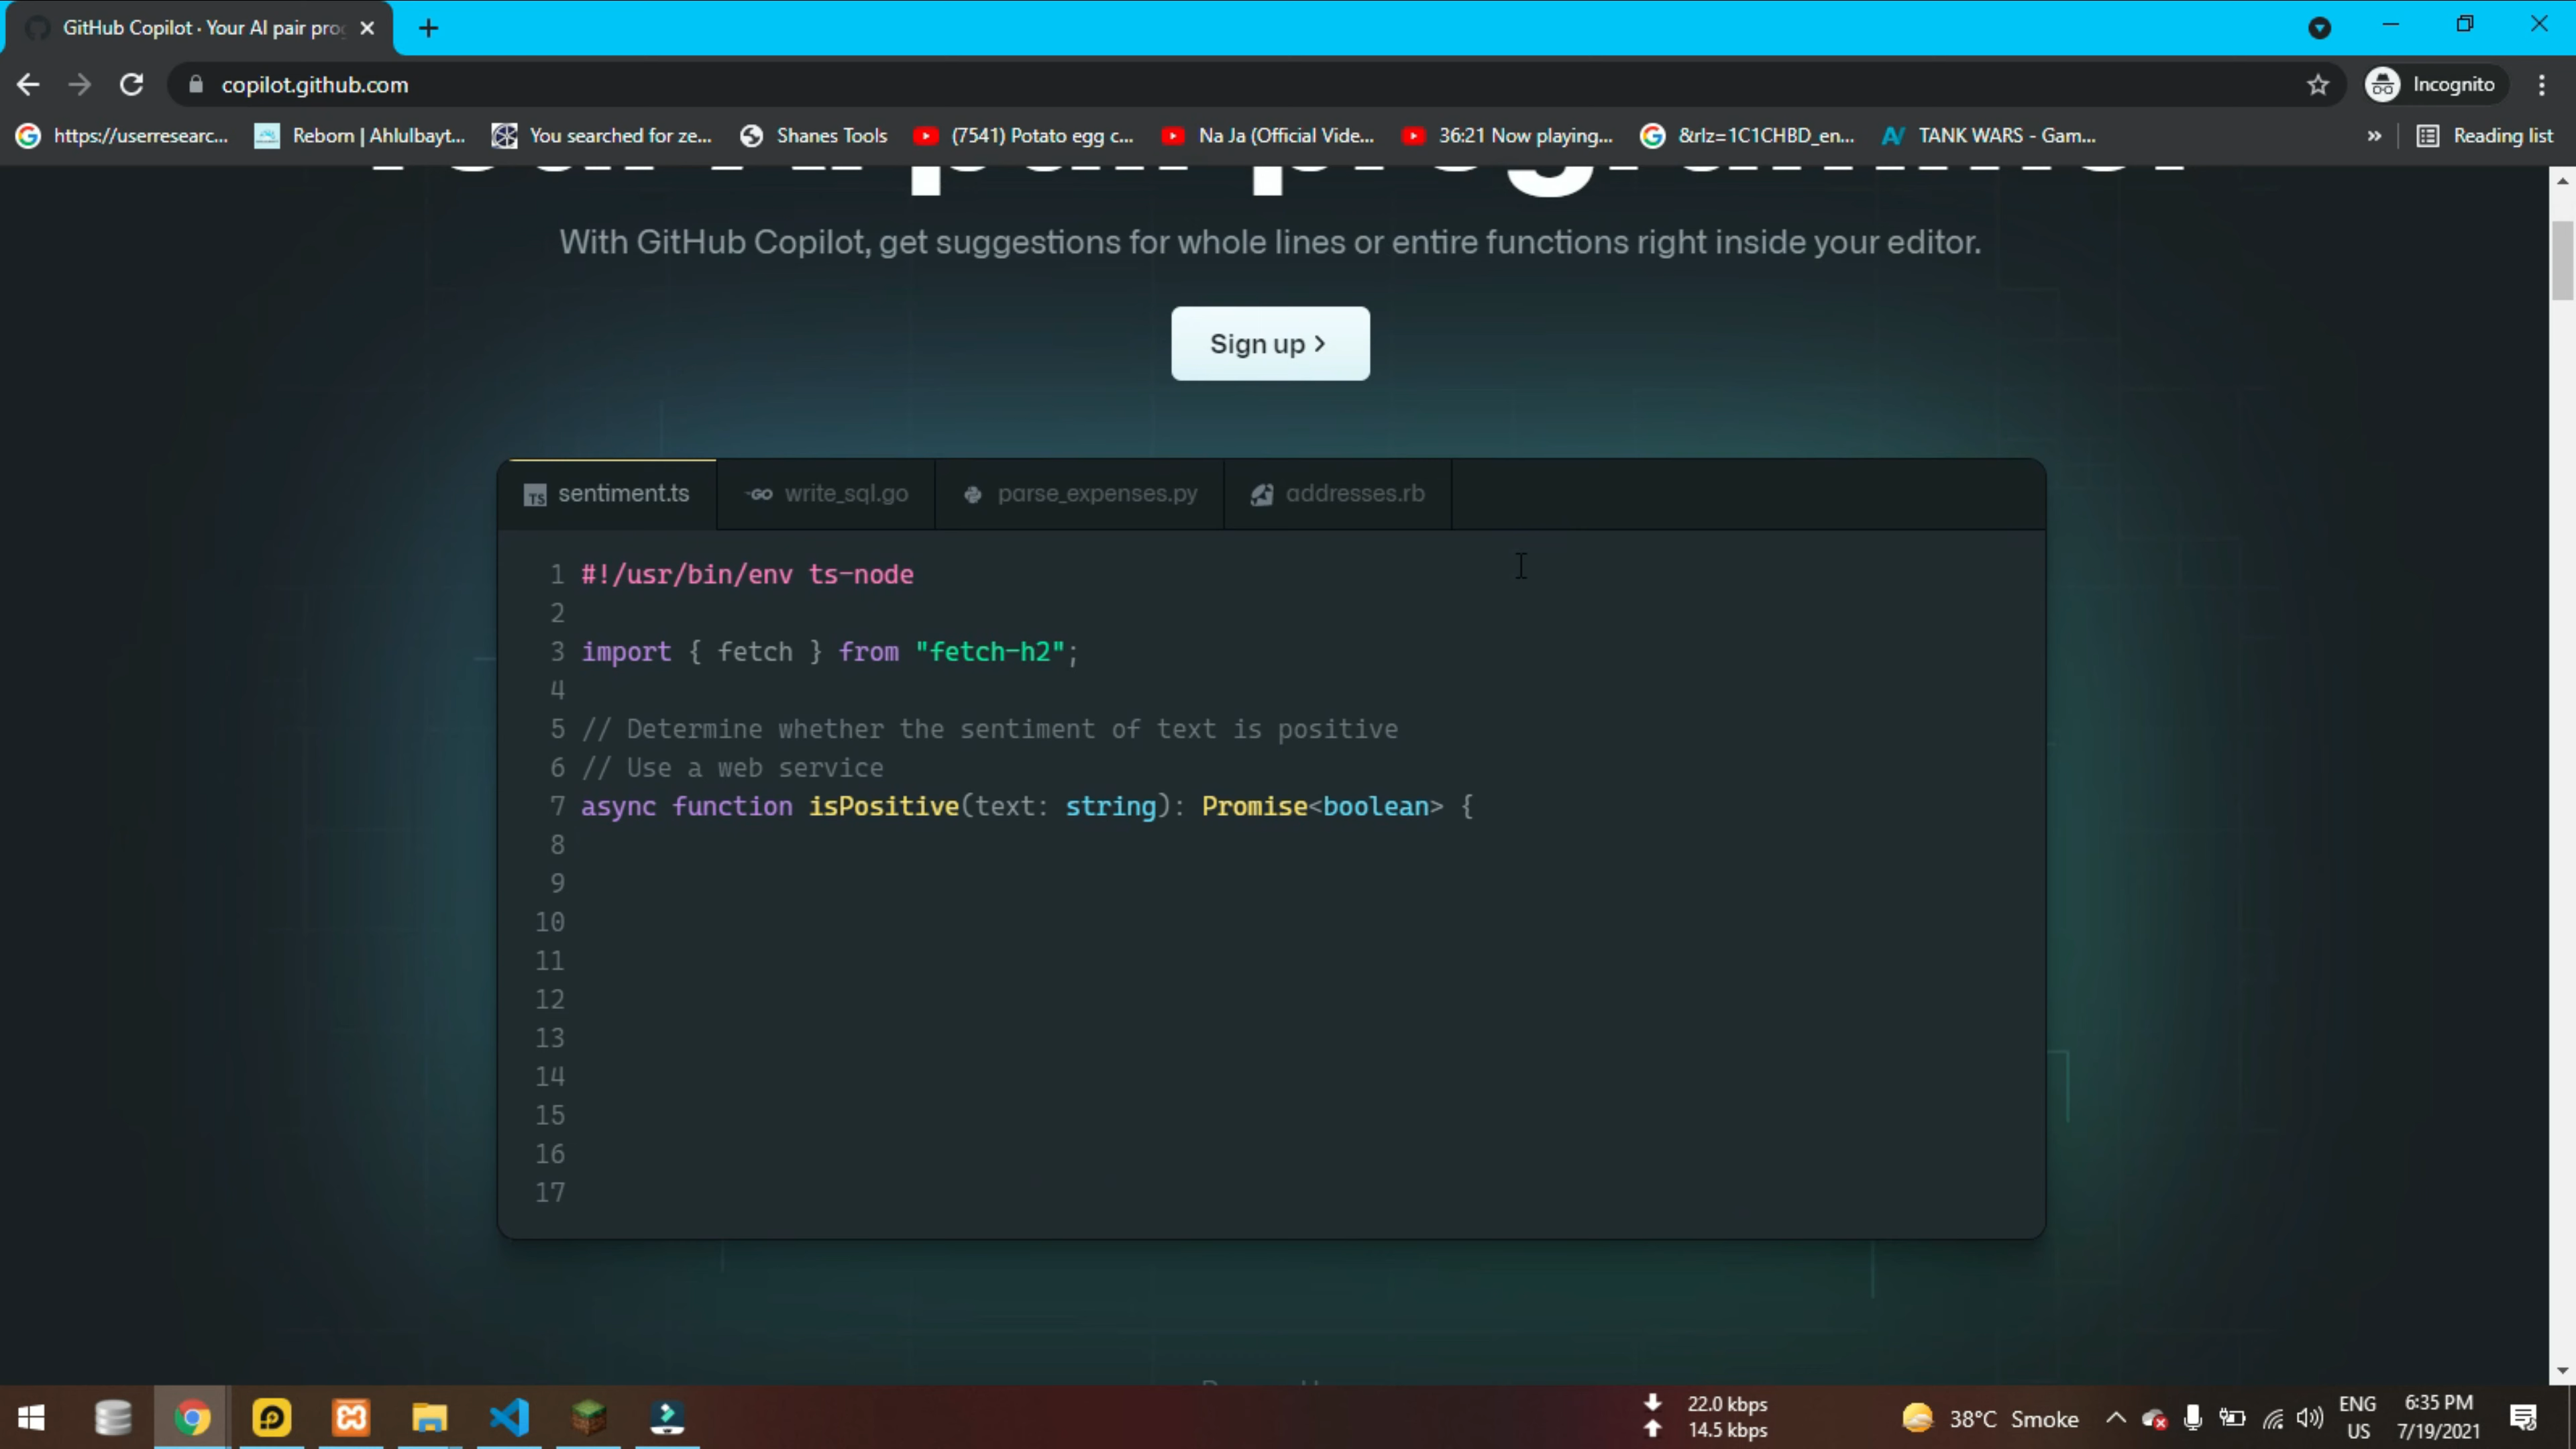 GitHub Copilot · Your AI pair prog
copilot.github.com
Incognito
https://userresearc...
Reborn | Ahlulbayt...
You searched for ze...
Shanes Tools
(7541) Potato egg c...
Na Ja (Official Vide...
36:21 Now playing...
&rlz=1C1CHBD_en...
TANK WARS - Gam...
»
Reading list
With GitHub Copilot, get suggestions for whole lines or entire functions right inside your editor.
Sign up >
TS sentiment.ts
GO write_sql.go
parse_expenses.py
addresses.rb
1 #!/usr/bin/env ts-node
2
3 import { fetch } from "fetch-h2";
4
5 // Determine whether the sentiment of text is positive
6 // Use a web service
7 async function isPositive(text: string): Promise<boolean> {
8
9
10
11
12
13
14
15
16
17
22.0 kbps
14.5 kbps
38°C Smoke
ENG
US
6:35 PM
7/19/2021